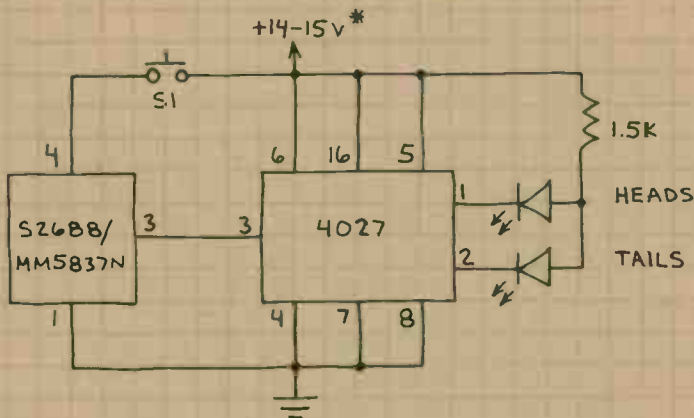 +14-15V*
S1
1.5K
4
6
16
5
S2688/
MM5837N
3
3
4027
1
HEADS
2
TAILS
1
4
7
8